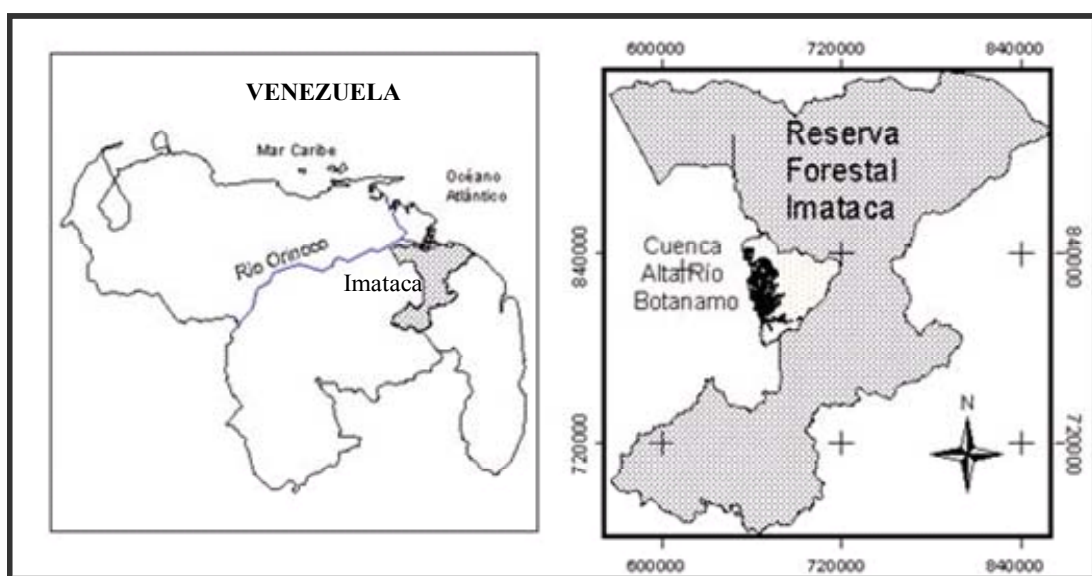 VENEZUELA
Mar Caribe
Océano
Atlántico
Río Orinoco
Imataca
600000 720000 840000
Reserva
Forestal
Imataca
Cuenca
Alta Río
Botanamo
840000
840000
720000
720000
N
600000 720000 840000